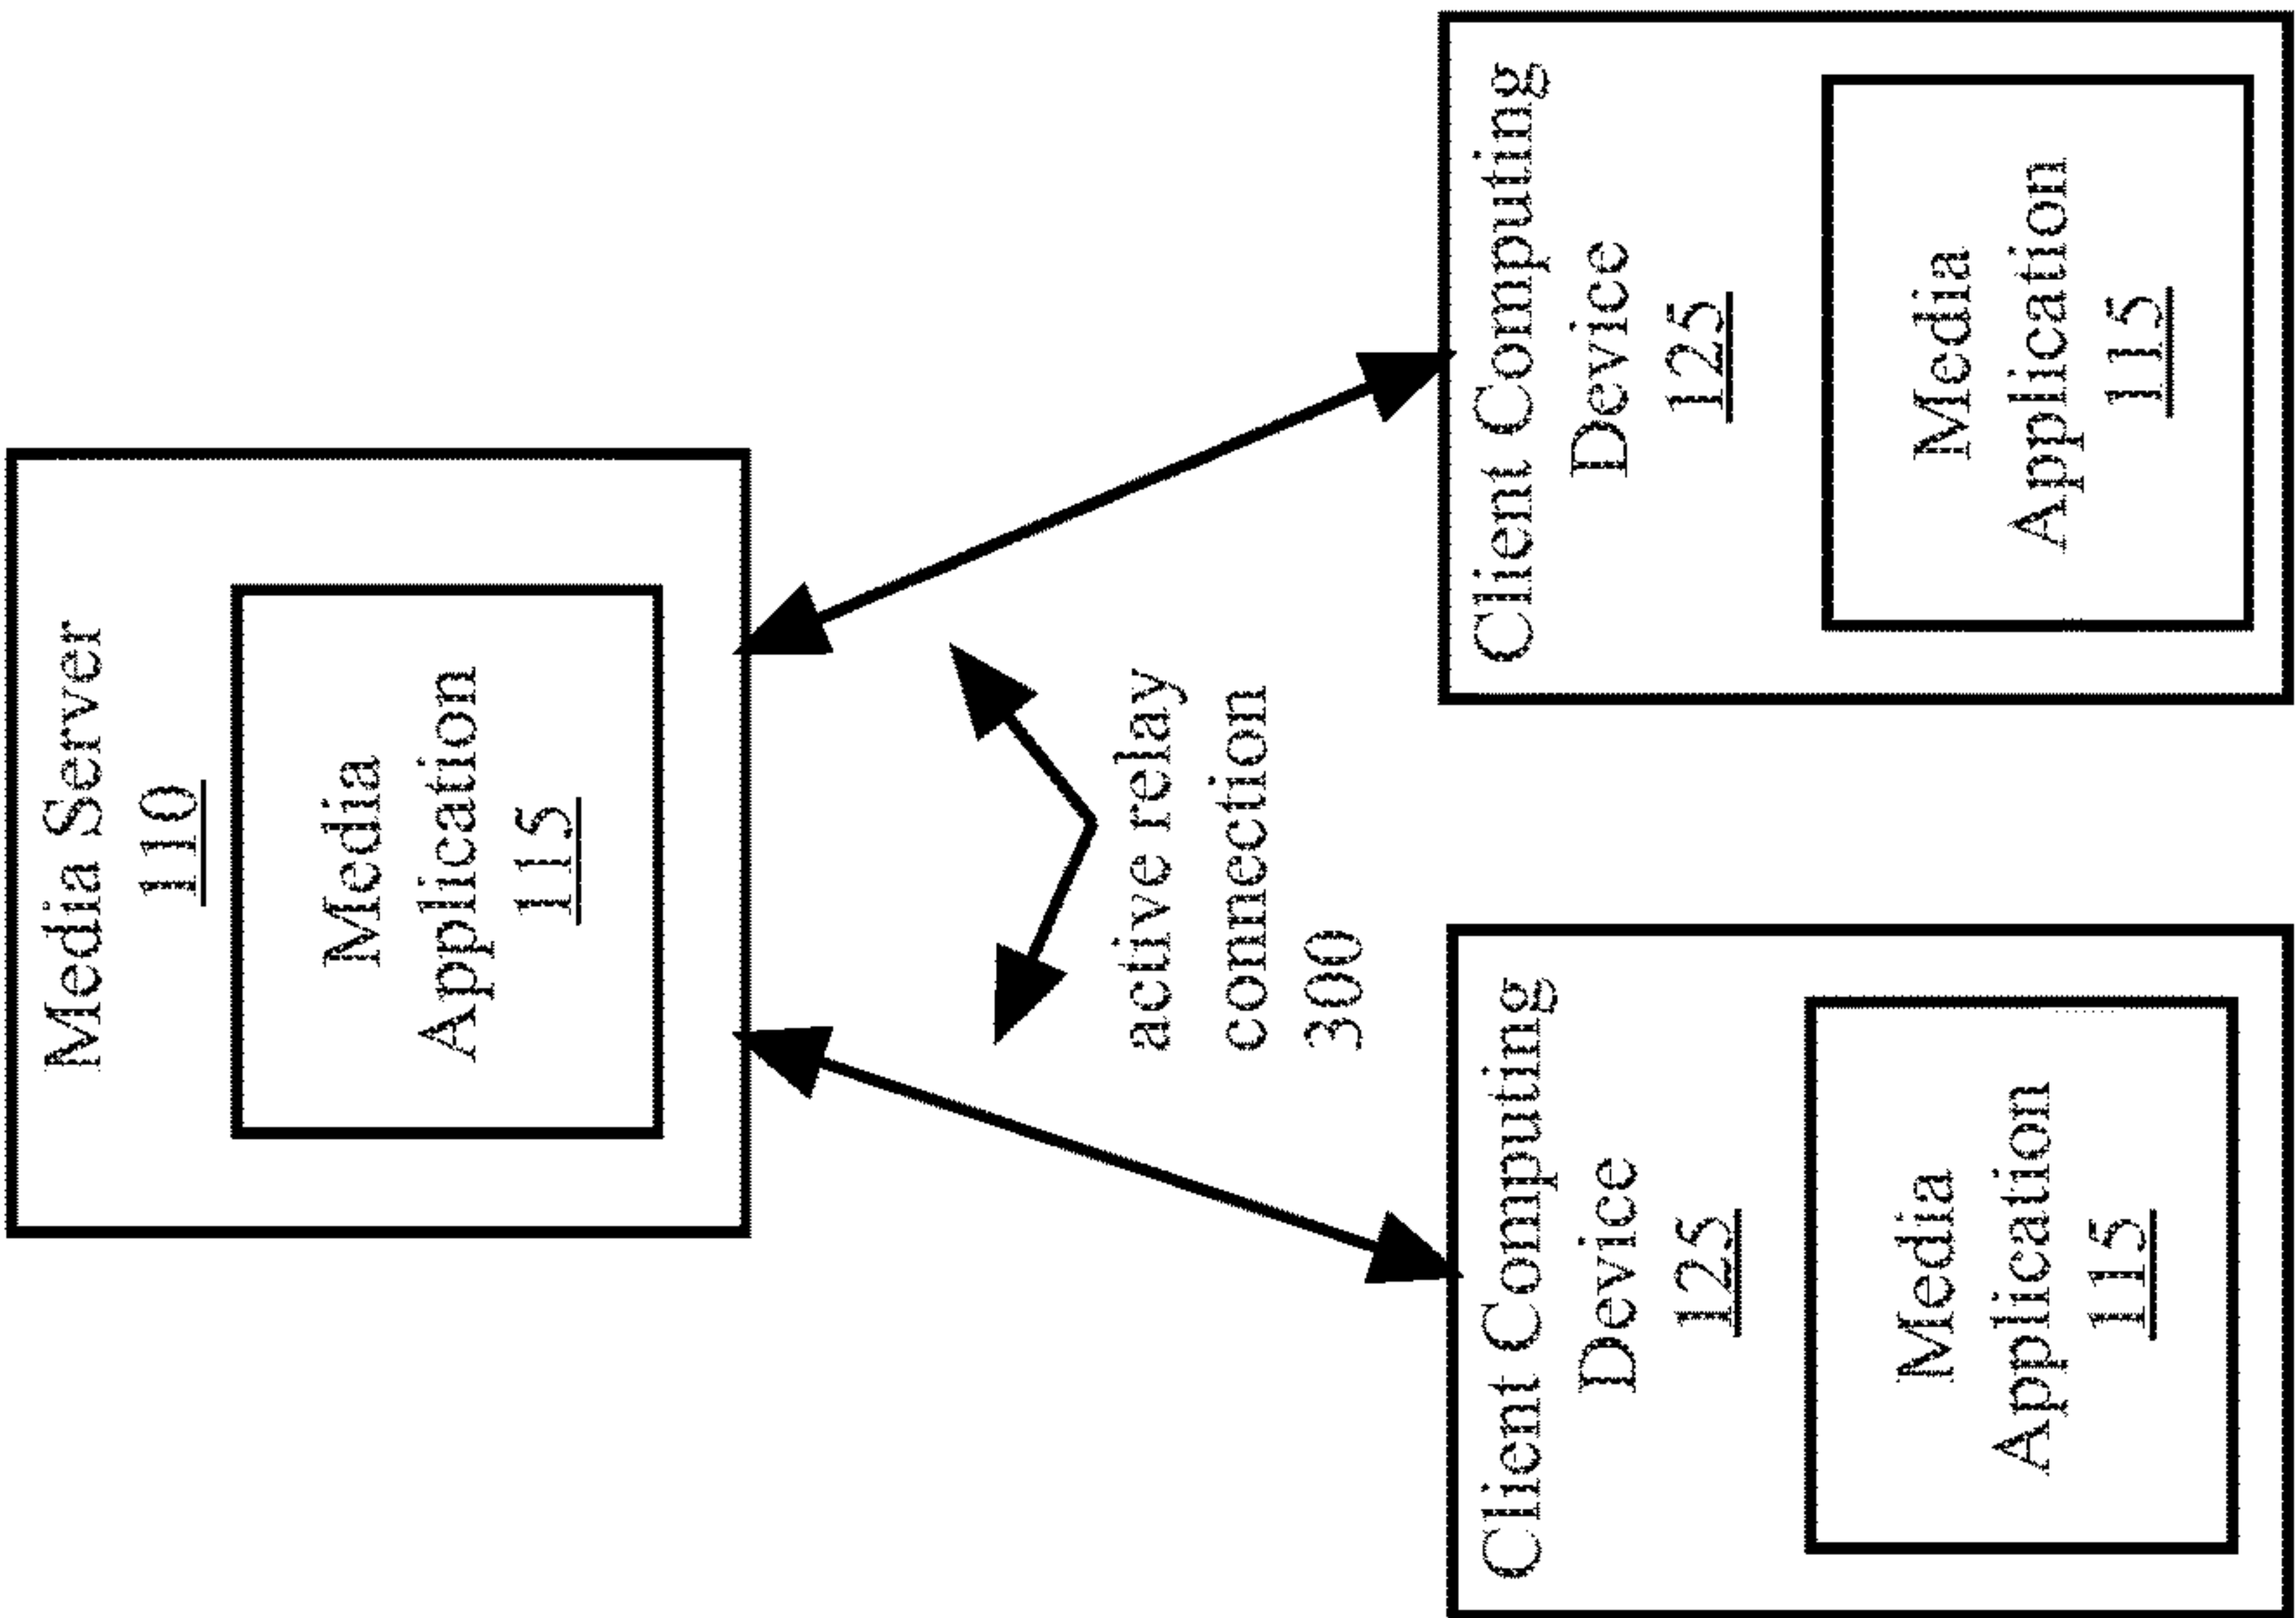 Media Server
110
Media
Application
115
active relay
connection
300
Client Computing
Device
125
Media
Application
115
Client Computing
Device
125
Media
Application
115